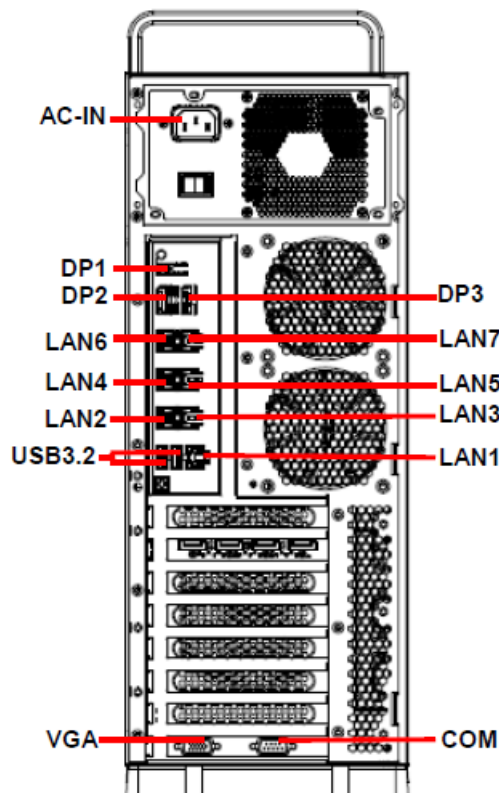 AC-IN
DP1
DP2 DP3
LAN6 LAN7
LAN4 LAN5
LAN2 LAN3
USB3.2 LAN1
VGA COM